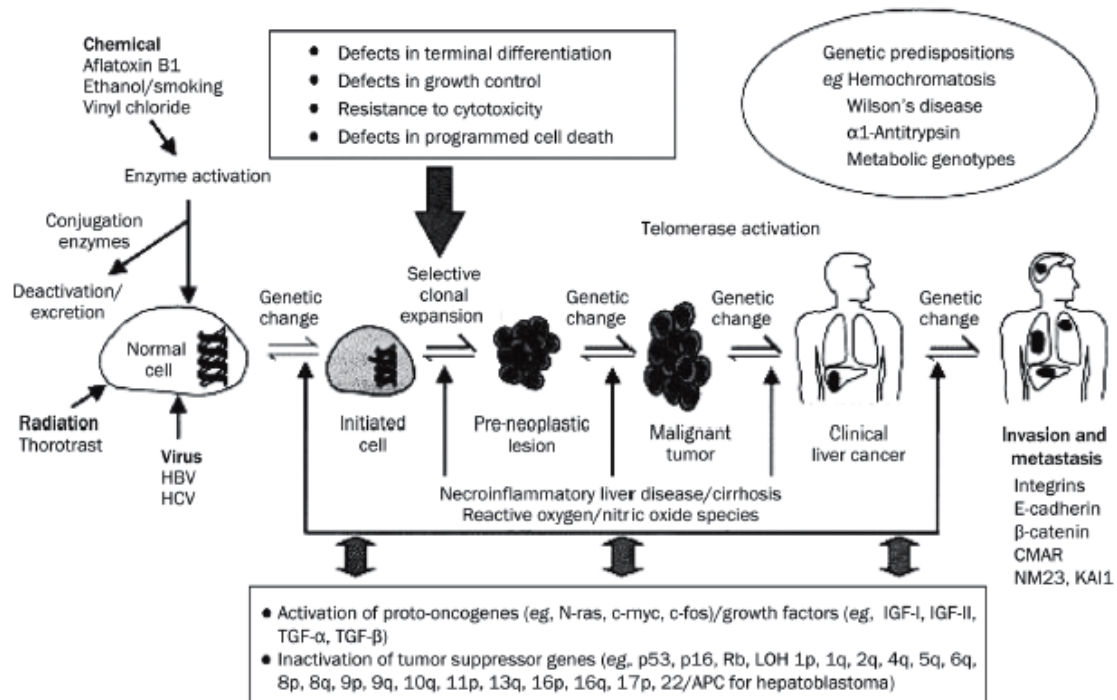 Chemical
Aflatoxin B1
Ethanol/smoking
Vinyl chloride
Enzyme activation
Conjugation
enzymes
Deactivation/
excretion
Normal
cell
Radiation
Thorotrast
Virus
HBV
HCV
● Defects in terminal differentiation
● Defects in growth control
● Resistance to cytotoxicity
● Defects in programmed cell death
Genetic predispositions
eg Hemochromatosis
Wilson's disease
α1-Antitrypsin
Metabolic genotypes
Telomerase activation
Genetic
change
Selective
clonal
expansion
Genetic
change
Genetic
change
Genetic
change
Initiated
cell
Pre-neoplastic
lesion
Malignant
tumor
Clinical
liver cancer
Invasion and
metastasis
Integrins
E-cadherin
β-catenin
CMAR
NM23, KAI1
Necroinflammatory liver disease/cirrhosis
Reactive oxygen/nitric oxide species
● Activation of proto-oncogenes (eg, N-ras, c-myc, c-fos)/growth factors (eg, IGF-I, IGF-II,
TGF-α, TGF-β)
● Inactivation of tumor suppressor genes (eg, p53, p16, Rb, LOH 1p, 1q, 2q, 4q, 5q, 6q,
8p, 8q, 9p, 9q, 10q, 11p, 13q, 16p, 16q, 17p, 22/APC for hepatoblastoma)